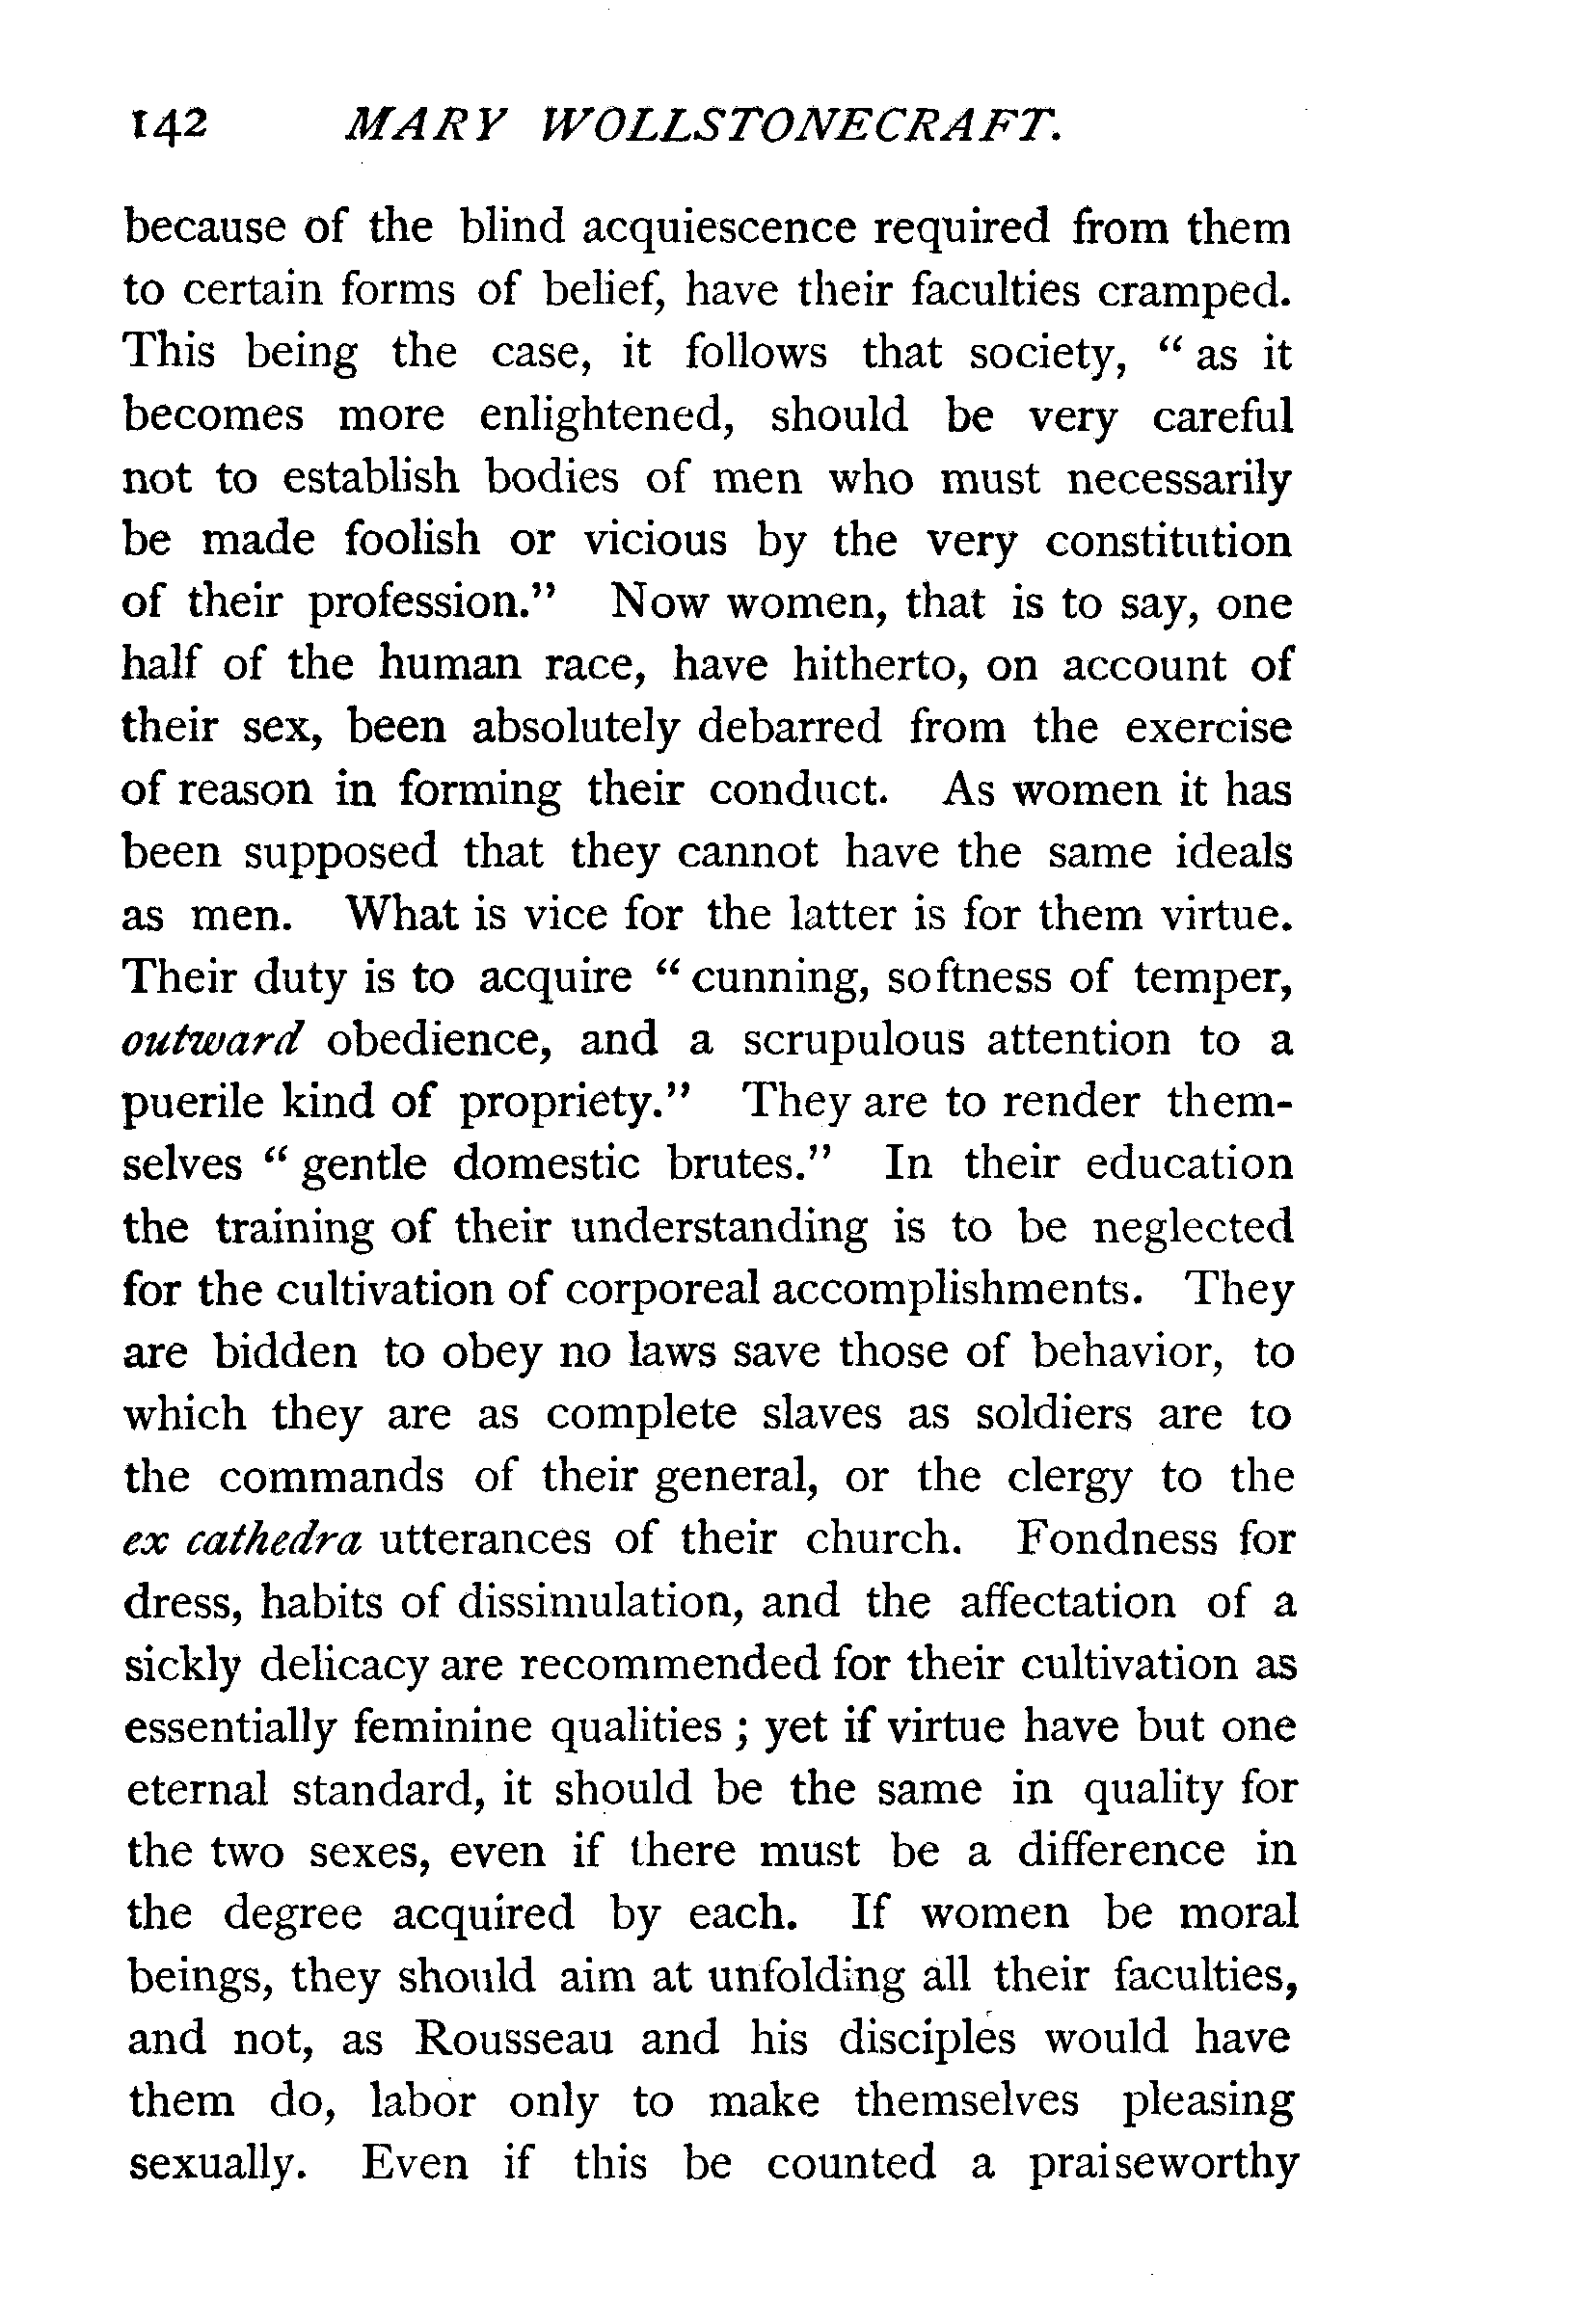 142 MARY WOLLSTONECRAFT.
because of the blind acquiescence required from them
to certain forms of belief, have their faculties cramped.
This being the case, it follows that society, “ as it
becomes more enlightened, should be very careful
not to establish bodies of men who must necessarily
be made foolish or vicious by the very constitution
of their profession.” Now women, that is to say, one
half of the human race, have hitherto, on account of
their sex, been absolutely debarred from the exercise
of reason in forming their conduct. As women it has
been supposed that they cannot have the same ideals
as men. What is vice for the latter is for them virtue.
Their duty is to acquire “ cunning, softness of temper,
outward obedience, and a scrupulous attention to a
puerile kind of propriety.” They are to render them-
selves “ gentle domestic brutes.” In their education
the training of their understanding is to be neglected
for the cultivation of corporeal accomplishments. They
are bidden to obey no laws save those of behavior, to
which they are as complete slaves as soldiers are to
the commands of their general, or the clergy to the
ex cathedra utterances of their church. Fondness for
dress, habits of dissimulation, and the affectation of a
sickly delicacy are recommended for their cultivation as
essentially feminine qualities ; yet if virtue have but one
eternal standard, it should be the same in quality for
the two sexes, even if there must be a difference in
the degree acquired by each. If women be moral
beings, they should aim at unfolding all their faculties,
and not, as Rousseau and his disciples would have
them do, labor only to make themselves pleasing
sexually. Even if this be counted a praiseworthy